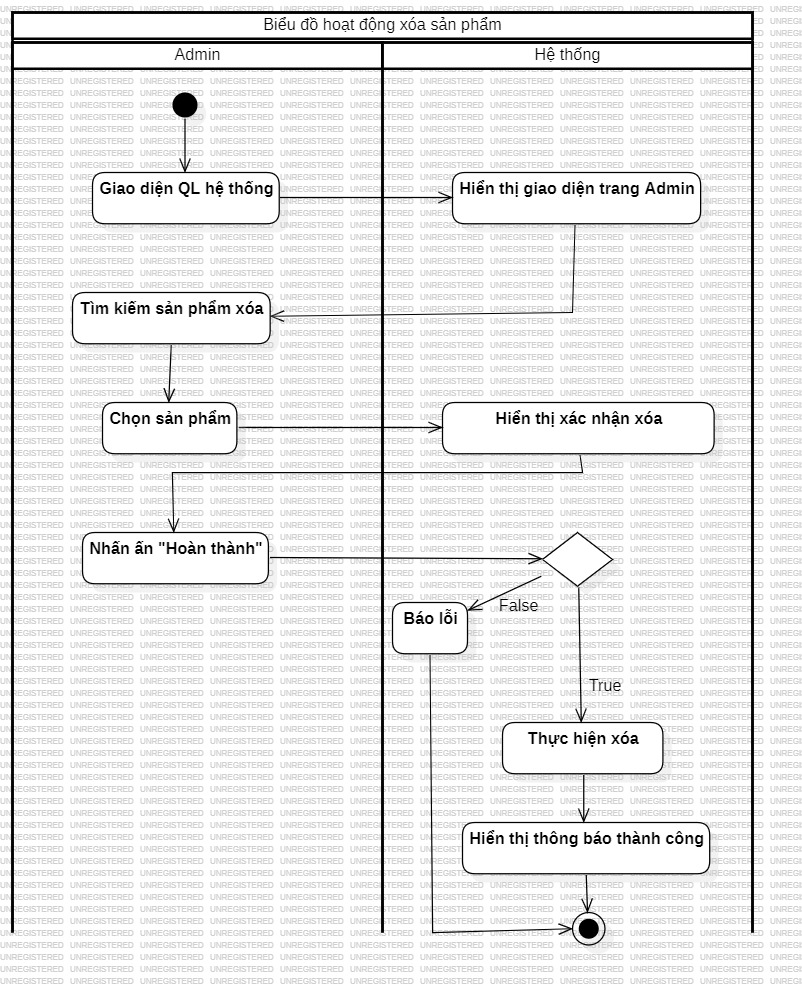 Biểu đồ hoạt động xóa sản phẩm
Admin
Hệ thống
Giao diện QL hệ thống
Hiển thị giao diện trang Admin
Tìm kiếm sản phẩm xóa
Chọn sản phẩm
Hiển thị xác nhận xóa
Nhấn ấn "Hoàn thành"
False
Báo lỗi
True
Thực hiện xóa
Hiển thị thông báo thành công
UNREGISTERED